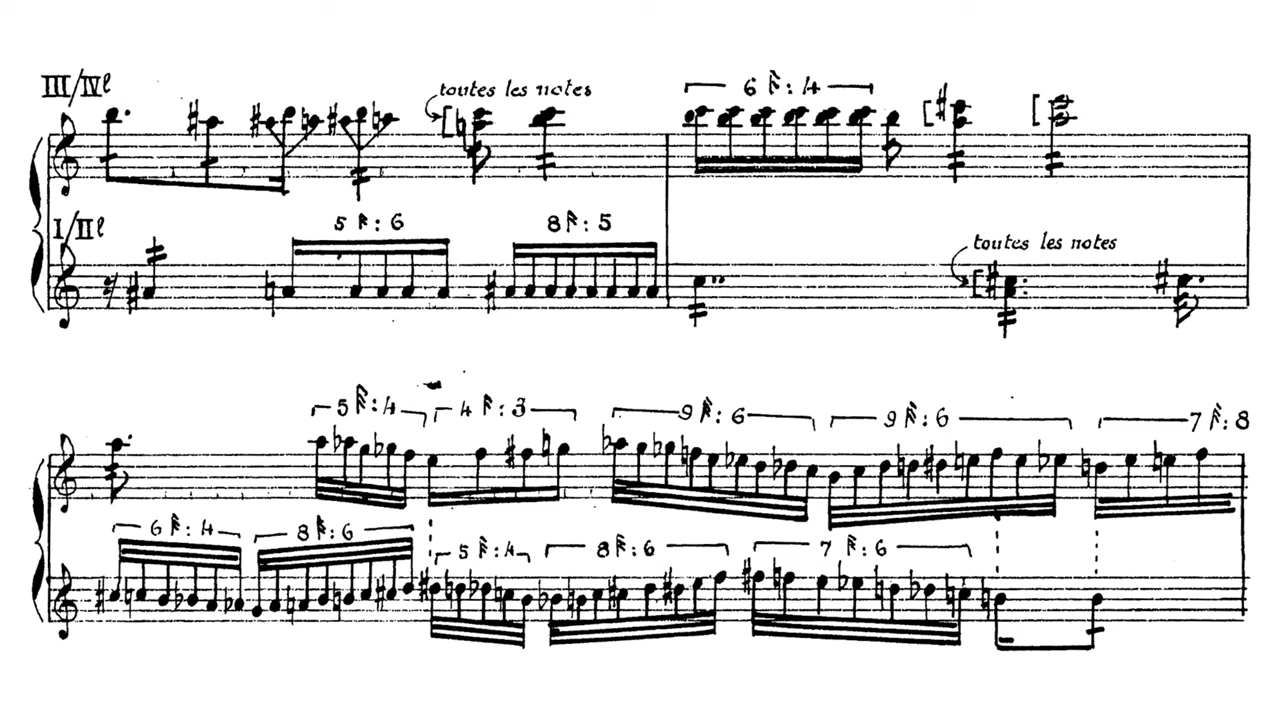 III/IVe
toutes les notes
6 : 4
I/IIe
5 : 6
8 : 5
toutes les notes
5 : 4
4 : 3
9 : 6
9 : 6
7 : 8
6 : 4
8 : 6
5 : 4
8 : 6
7 : 6